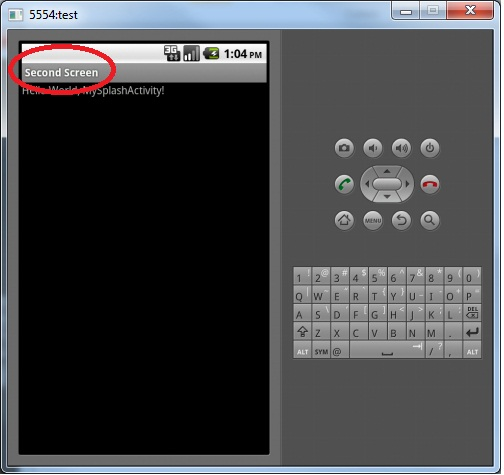 5554:test
3G 1:04 PM
Second Screen
Hello World, MySplashActivity!
MENU
1 ! 2 @ 3 # 4 $ 5 % 6 ^ 7 & 8 * 9 ( 0 )
Q W ~ E " R ` T { Y } U _ I - O + P =
A S \ D ' F [ G ] H < J > K ; L : DEL
Z X C V B N M .
ALT SYM @ / ? , ALT